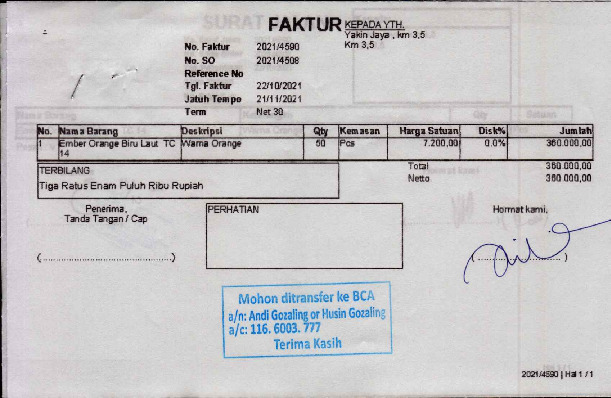 FAKTUR
KEPADA YTH.
Yakin Jaya , km 3,5
Km 3,5
No. Faktur 2021/4590
No. SO 2021/4508
Reference No
Tgl. Faktur 22/10/2021
Jatuh Tempo 21/11/2021
Term Net 30
No. Nama Barang Deskripsi Qty Kemasan Harga Satuan Disk% Jumlah
1 Ember Orange Biru Laut TC Warna Orange 50 Pcs 7.200,00 0.0% 360.000,00
14
TERBILANG
Tiga Ratus Enam Puluh Ribu Rupiah
Total 360.000,00
Netto 360.000,00
Penerima,
Tanda Tangan / Cap
(..................................)
PERHATIAN
Hormat kami,
(........................)
Mohon ditransfer ke BCA
a/n: Andi Gozaling or Husin Gozaling
a/c: 116. 6003. 777
Terima Kasih
2021/4590 | Hal 1 / 1